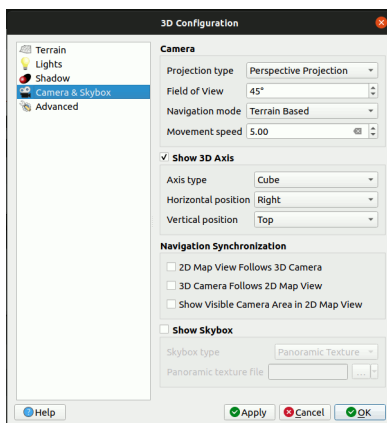 3D Configuration
Terrain
Lights
Shadow
Camera & Skybox
Advanced
Camera
Projection type Perspective Projection
Field of View 45°
Navigation mode Terrain Based
Movement speed 5.00
Show 3D Axis
Axis type Cube
Horizontal position Right
Vertical position Top
Navigation Synchronization
2D Map View Follows 3D Camera
3D Camera Follows 2D Map View
Show Visible Camera Area in 2D Map View
Show Skybox
Skybox type Panoramic Texture
Panoramic texture file ...
Help Apply Cancel OK